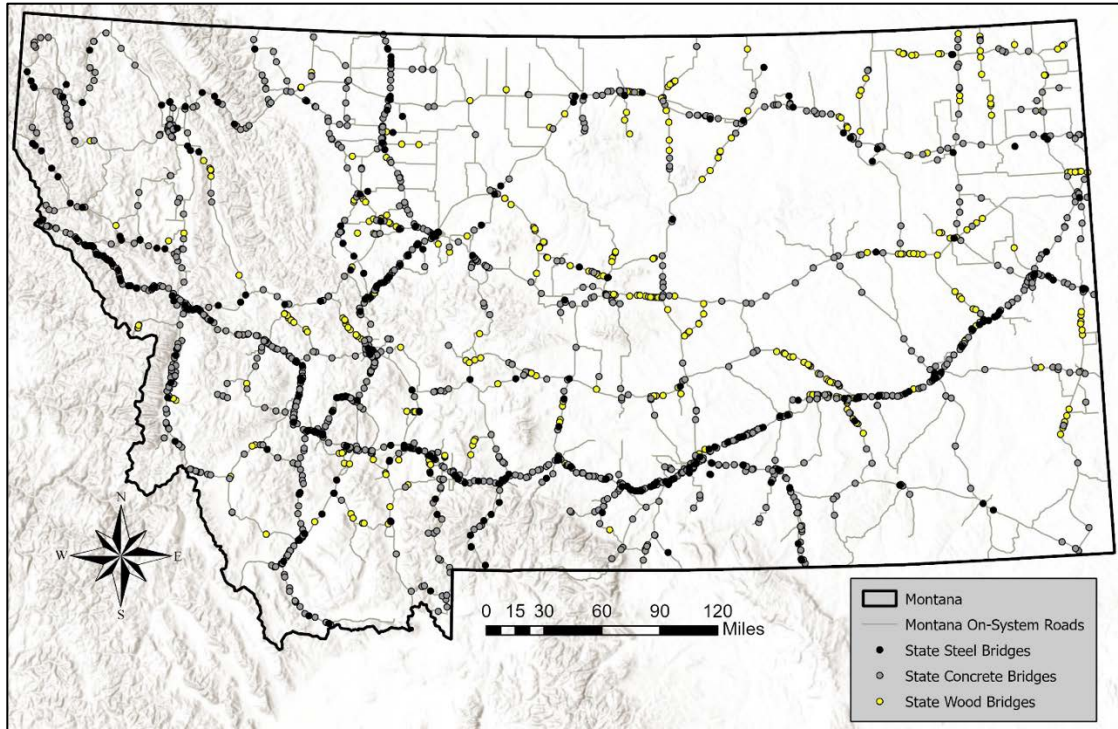 N
W
E
S
0 15 30 60 90 120
Miles
Montana
Montana On-System Roads
State Steel Bridges
State Concrete Bridges
State Wood Bridges